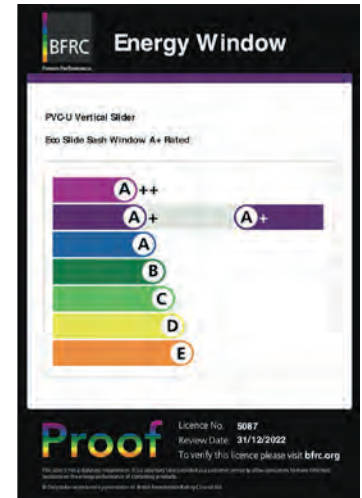 BFRC
Energy Window
PVC-U Vertical Slider
Eco Slide Sash Window A+ Rated
A++
A+ A+
A
B
C
D
E
Proof
Licence No. 5087
Review Date 31/12/2022
To verify this licence please visit bfrc.org